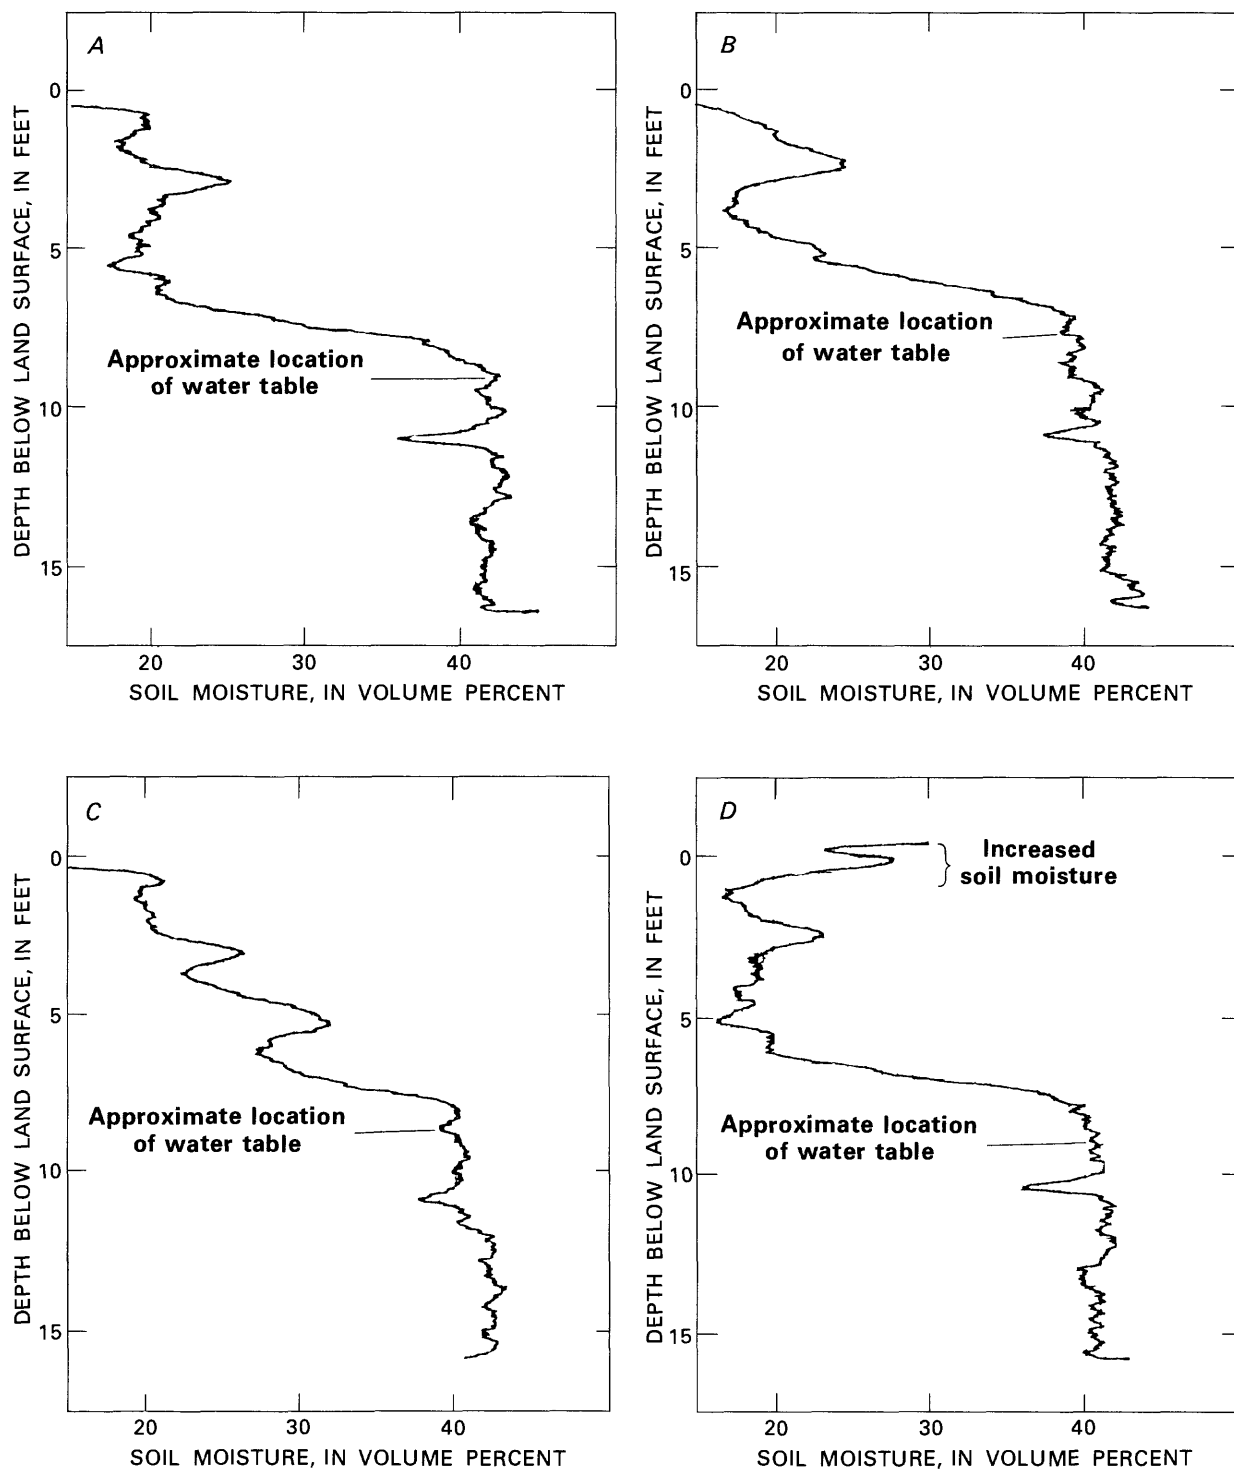 A
0
5
10
15
DEPTH BELOW LAND SURFACE, IN FEET
Approximate location
of water table
20 30 40
SOIL MOISTURE, IN VOLUME PERCENT
B
0
5
10
15
DEPTH BELOW LAND SURFACE, IN FEET
Approximate location
of water table
20 30 40
SOIL MOISTURE, IN VOLUME PERCENT
C
0
5
10
15
DEPTH BELOW LAND SURFACE, IN FEET
Approximate location
of water table
20 30 40
SOIL MOISTURE, IN VOLUME PERCENT
D
0
5
10
15
DEPTH BELOW LAND SURFACE, IN FEET
Increased
soil moisture
Approximate location
of water table
20 30 40
SOIL MOISTURE, IN VOLUME PERCENT